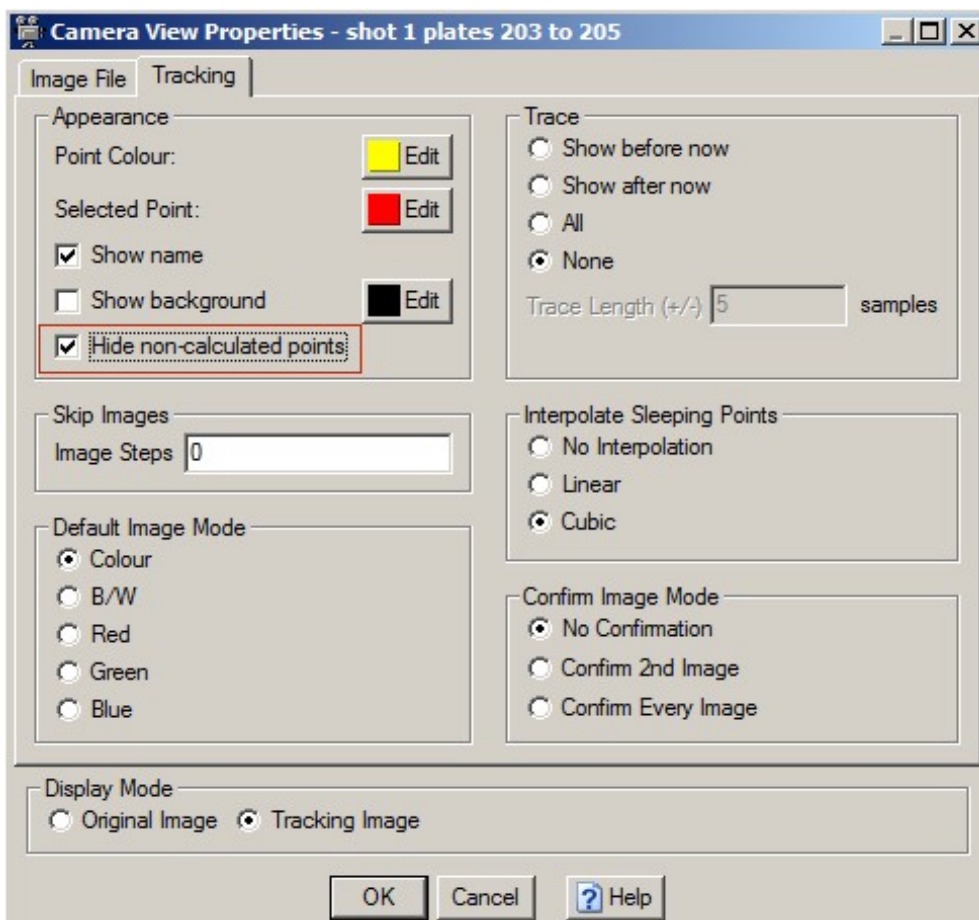 Camera View Properties - shot 1 plates 203 to 205
Image File
Tracking
Appearance
Point Colour:
Edit
Selected Point:
Edit
Show name
Show background
Edit
Hide non-calculated points
Trace
Show before now
Show after now
All
None
Trace Length (+/-) 5 samples
Skip Images
Image Steps 0
Interpolate Sleeping Points
No Interpolation
Linear
Cubic
Default Image Mode
Colour
B/W
Red
Green
Blue
Confirm Image Mode
No Confirmation
Confirm 2nd Image
Confirm Every Image
Display Mode
Original Image
Tracking Image
OK
Cancel
? Help